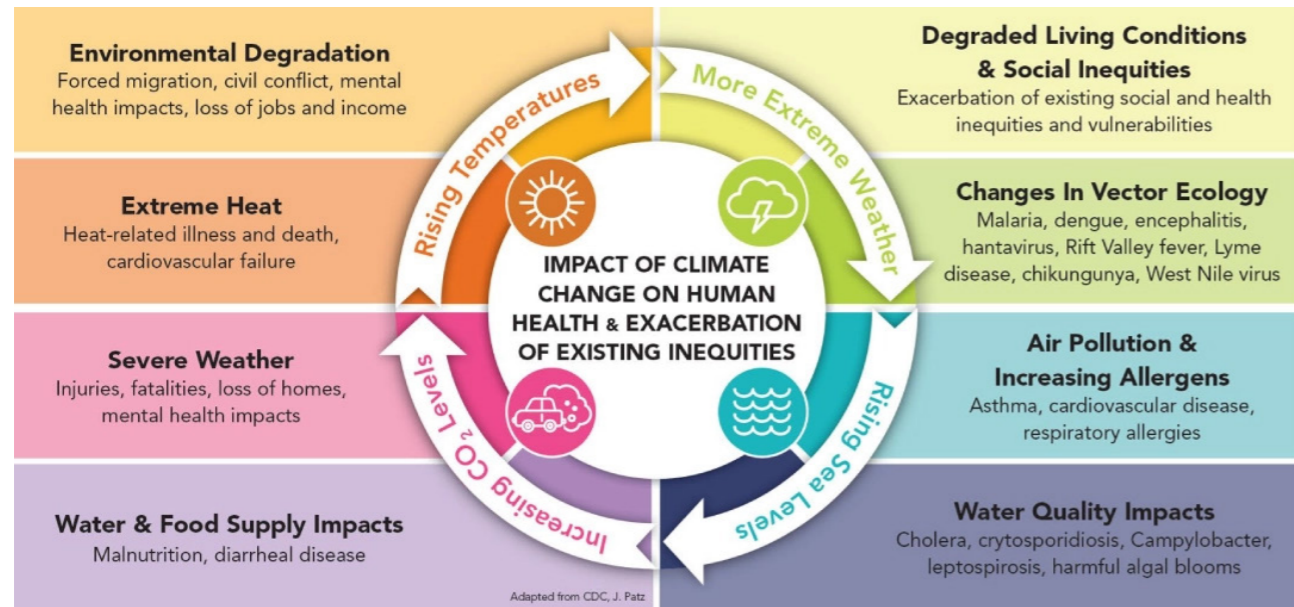 Environmental Degradation
Forced migration, civil conflict, mental
health impacts, loss of jobs and income
Extreme Heat
Heat-related illness and death,
cardiovascular failure
Severe Weather
Injuries, fatalities, loss of homes,
mental health impacts
Water & Food Supply Impacts
Malnutrition, diarrheal disease
Rising Temperatures
More Extreme Weather
Rising Sea Levels
Increasing CO₂ Levels
IMPACT OF CLIMATE
CHANGE ON HUMAN
HEALTH & EXACERBATION
OF EXISTING INEQUITIES
Degraded Living Conditions
& Social Inequities
Exacerbation of existing social and health
inequities and vulnerabilities
Changes In Vector Ecology
Malaria, dengue, encephalitis,
hantavirus, Rift Valley fever, Lyme
disease, chikungunya, West Nile virus
Air Pollution &
Increasing Allergens
Asthma, cardiovascular disease,
respiratory allergies
Water Quality Impacts
Cholera, crytosporidiosis, Campylobacter,
leptospirosis, harmful algal blooms
Adapted from CDC, J. Patz